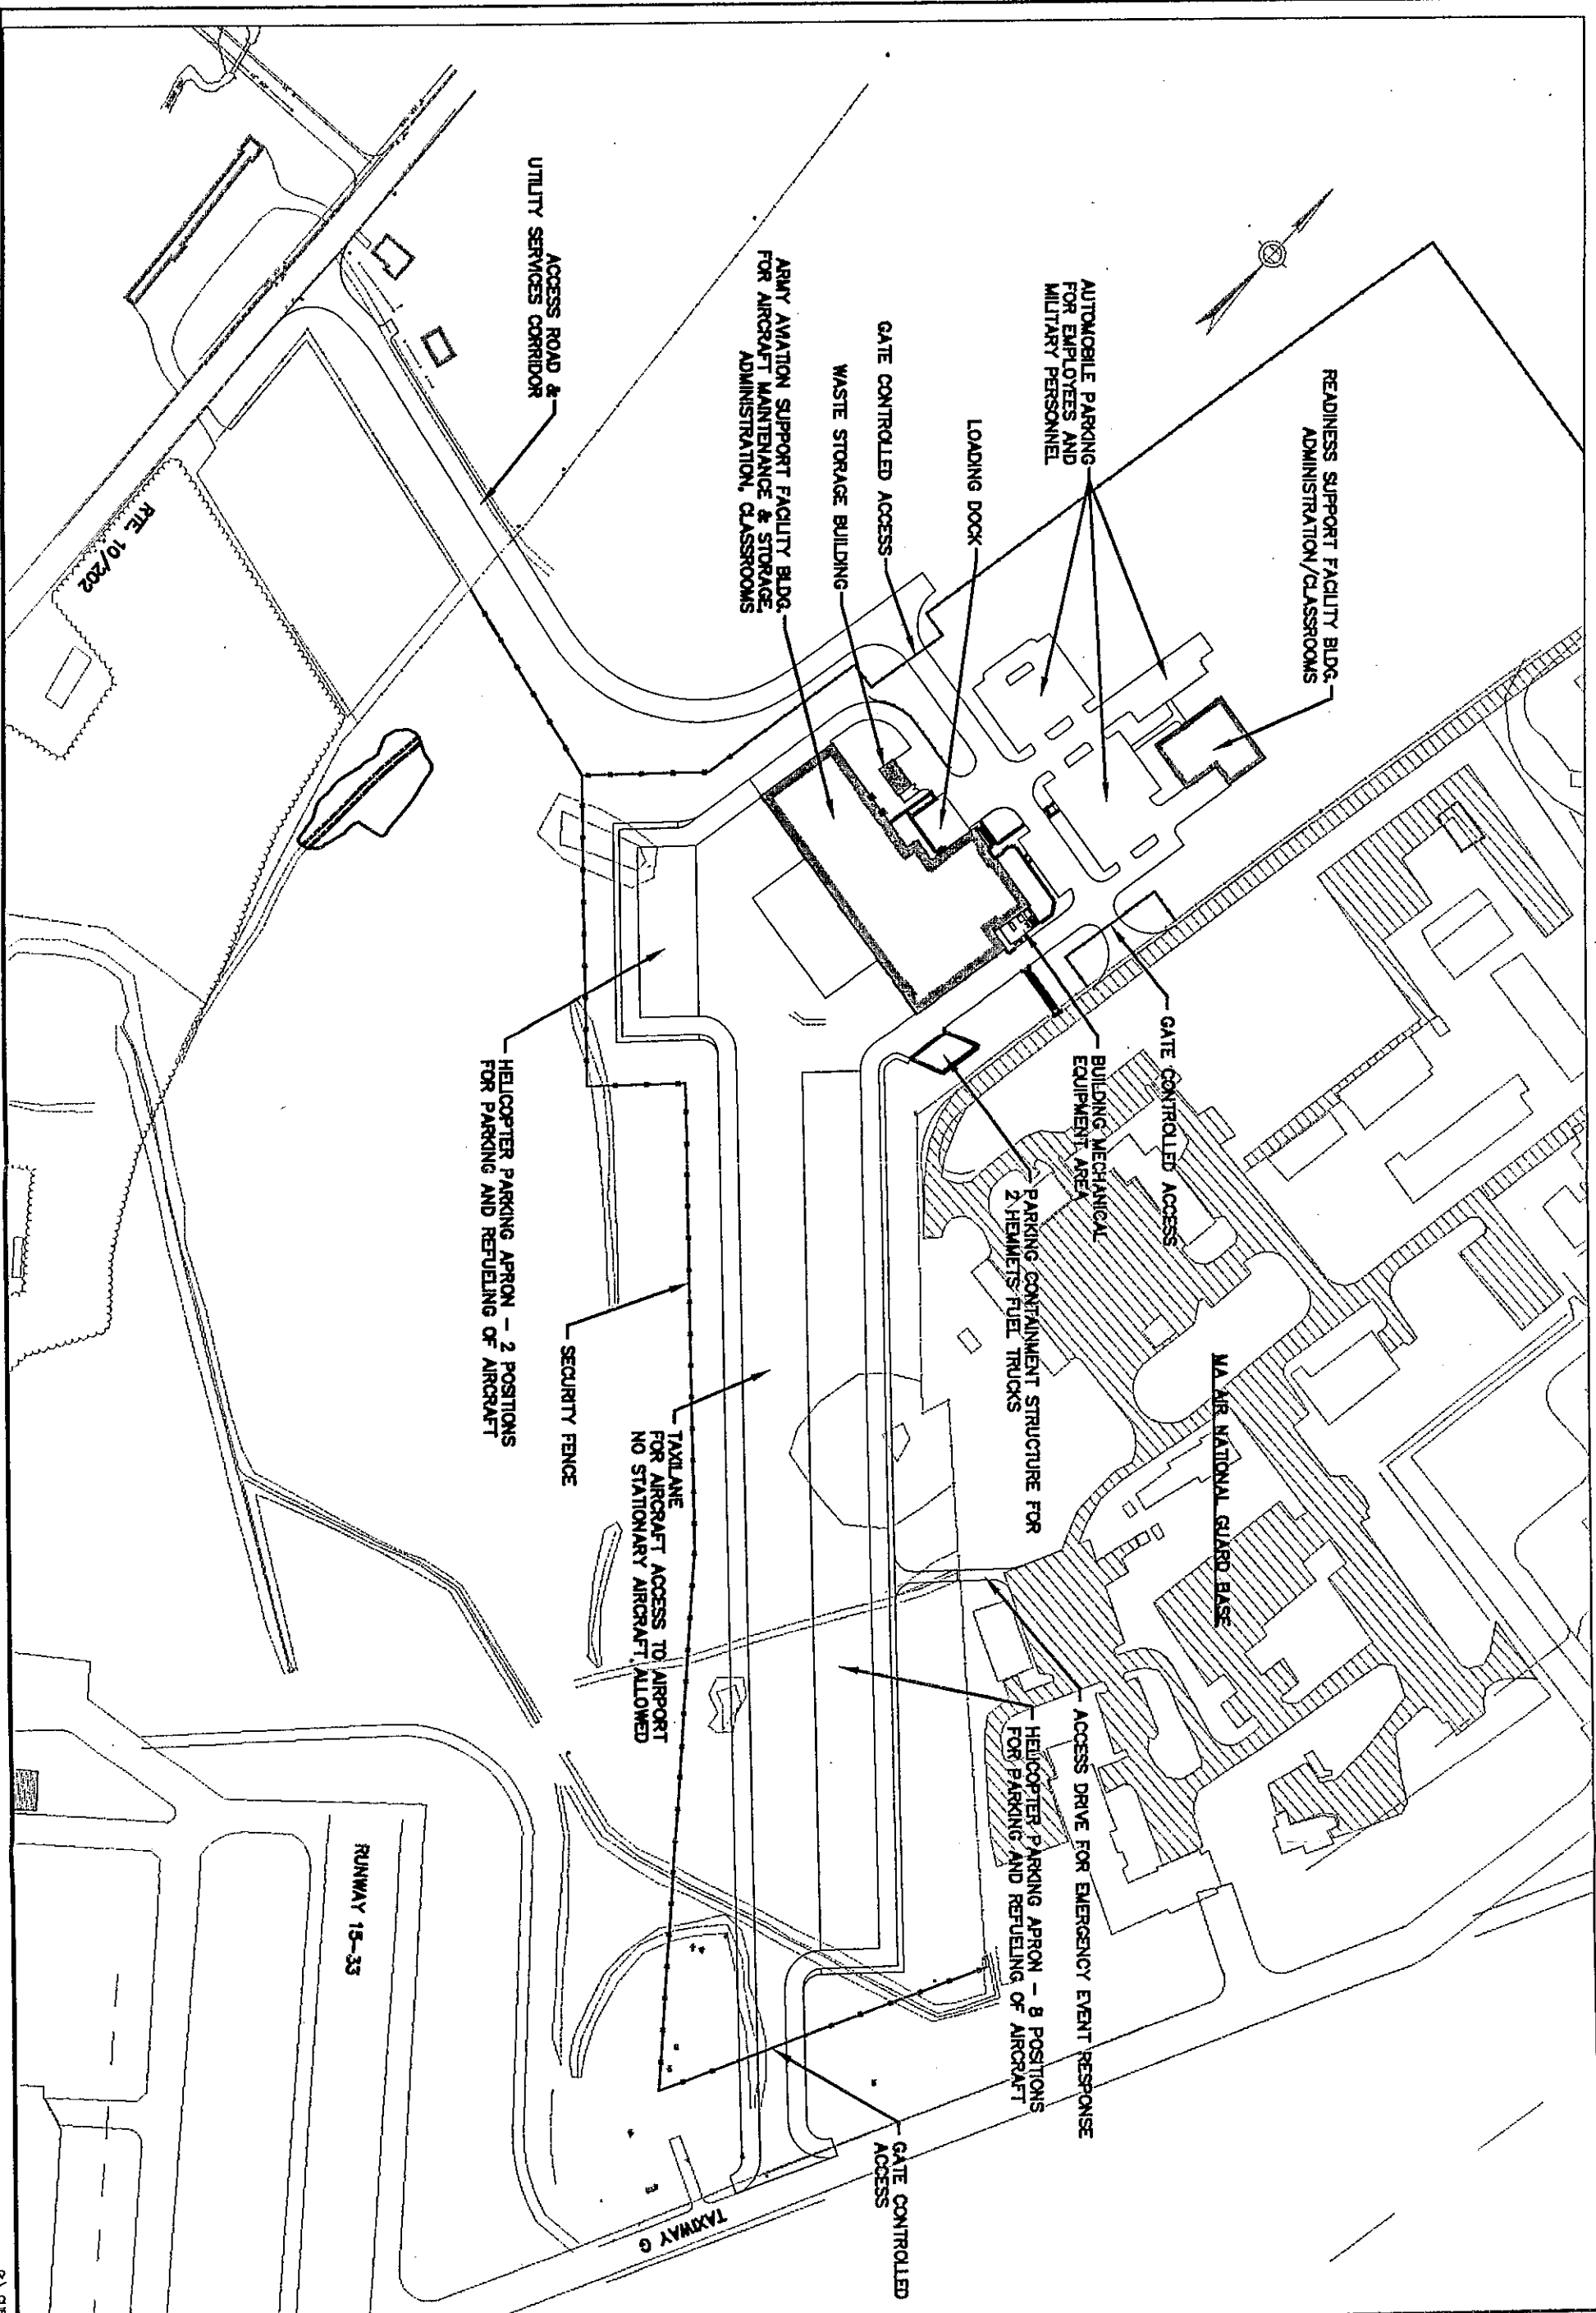 READINESS SUPPORT FACILITY BLDG.
ADMINISTRATION/CLASSROOMS
AUTOMOBILE PARKING
FOR EMPLOYEES AND
MILITARY PERSONNEL
LOADING DOCK
GATE CONTROLLED ACCESS
WASTE STORAGE BUILDING
ARMY AVIATION SUPPORT FACILITY BLDG.
FOR AIRCRAFT MAINTENANCE & STORAGE,
ADMINISTRATION, CLASSROOMS
ACCESS ROAD &
UTILITY SERVICES CORRIDOR
RTE. 10/202
GATE CONTROLLED ACCESS
BUILDING MECHANICAL
EQUIPMENT AREA
PARKING CONTAINMENT STRUCTURE FOR
2 HEMMETS FUEL TRUCKS
MA AIR NATIONAL GUARD BASE
HELICOPTER PARKING APRON - 2 POSITIONS
FOR PARKING AND REFUELING OF AIRCRAFT
SECURITY FENCE
TAXILANE
FOR AIRCRAFT ACCESS TO AIRPORT
NO STATIONARY AIRCRAFT ALLOWED
ACCESS DRIVE FOR EMERGENCY EVENT RESPONSE
HELICOPTER PARKING APRON - 8 POSITIONS
FOR PARKING AND REFUELING OF AIRCRAFT
GATE CONTROLLED
ACCESS
RUNWAY 15-33
TAXIWAY G